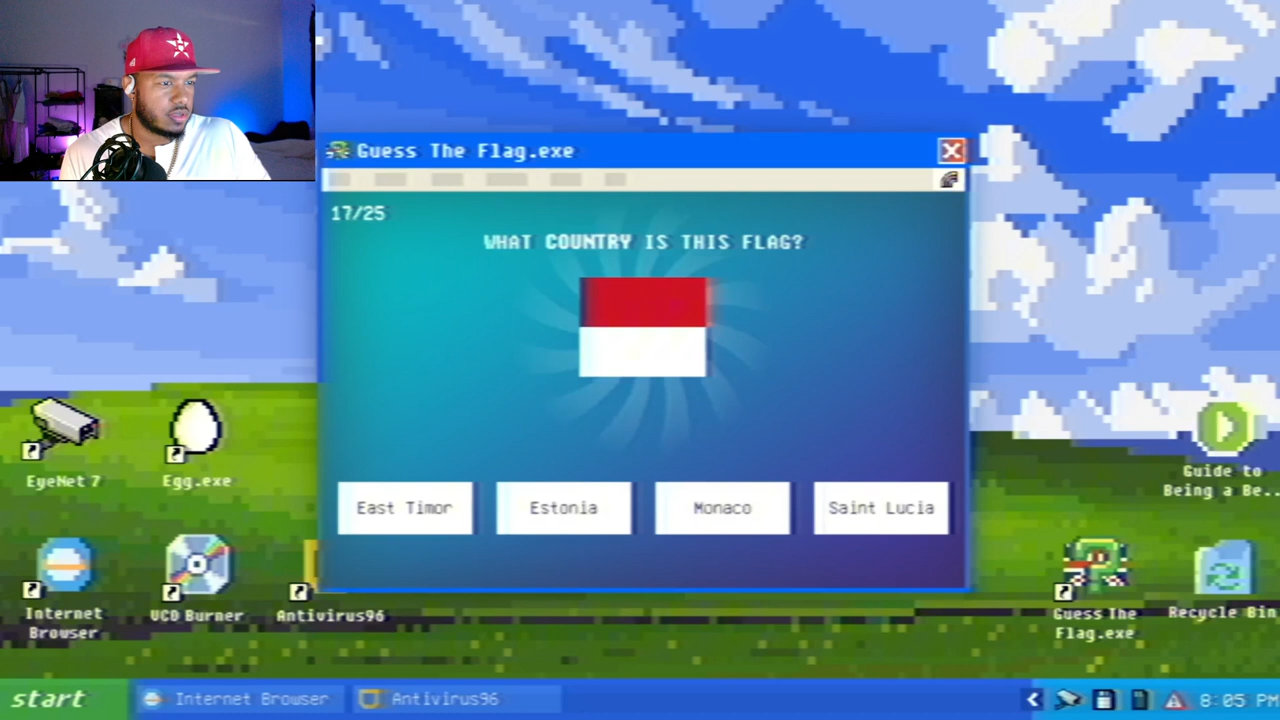 Guess The Flag.exe
17/25
WHAT COUNTRY IS THIS FLAG?
East Timor
Estonia
Monaco
Saint Lucia
EyeNet 7
Egg.exe
Guide to
Being a Be..
Internet
Browser
VCD Burner
Antivirus96
Guess The
Flag.exe
Recycle Bin
start
Internet Browser
Antivirus96
8:05 PM